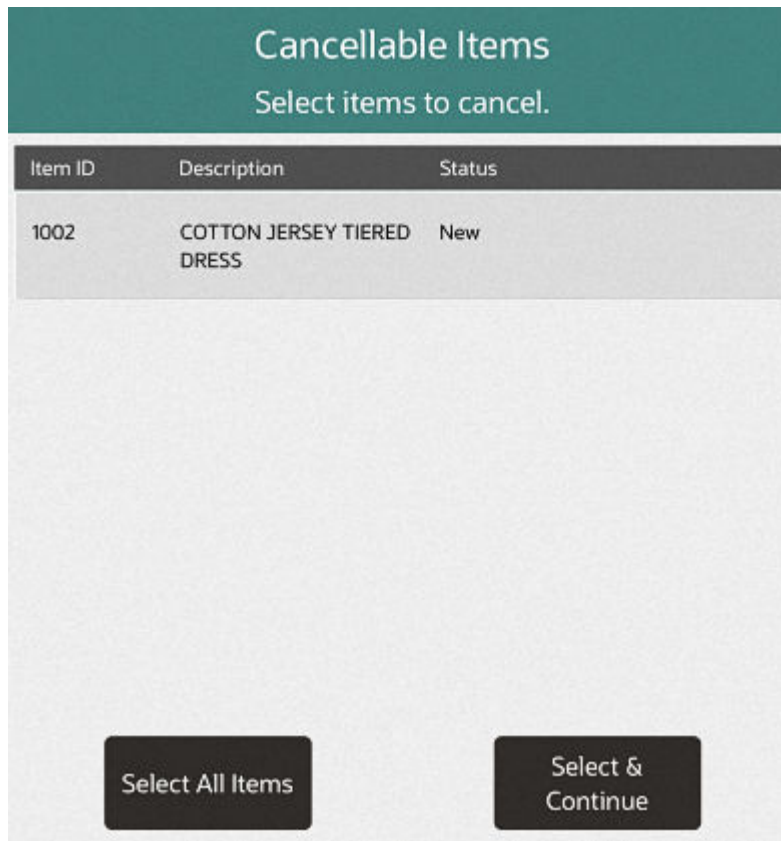 Cancellable Items
Select items to cancel.
Item ID Description Status
1002 COTTON JERSEY TIERED New
DRESS
Select All Items
Select &
Continue